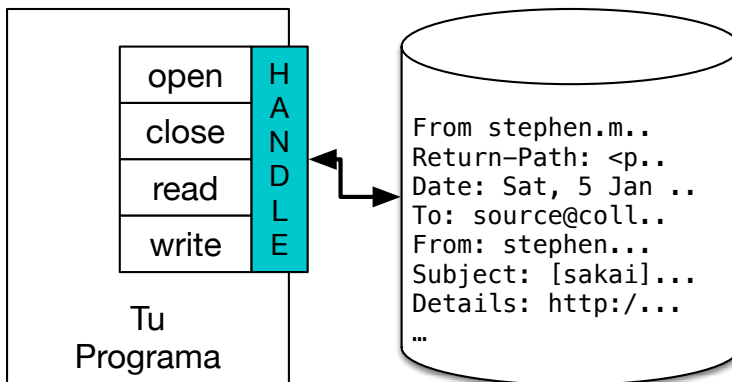 open
close
read
write
HANDLE
Tu
Programa
From stephen.m..
Return-Path: <p..
Date: Sat, 5 Jan ..
To: source@coll..
From: stephen...
Subject: [sakai]...
Details: http:/...
…